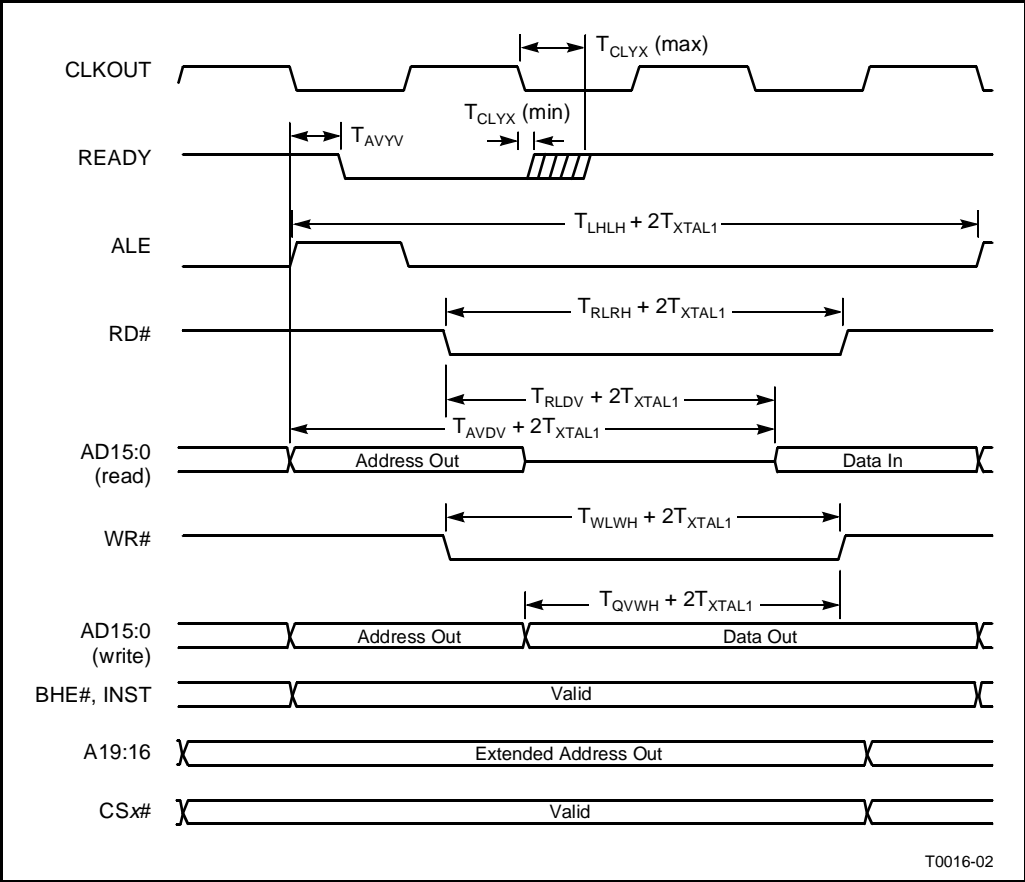 T_CLYX (max)
CLKOUT
T_CLYX (min)
T_AVYV
READY
T_LHLH + 2T_XTAL1
ALE
T_RLRH + 2T_XTAL1
RD#
T_RLDV + 2T_XTAL1
T_AVDV + 2T_XTAL1
AD15:0
(read)
Address Out
Data In
T_WLWH + 2T_XTAL1
WR#
T_QVWH + 2T_XTAL1
AD15:0
(write)
Address Out
Data Out
BHE#, INST
Valid
A19:16
Extended Address Out
CSx#
Valid
T0016-02